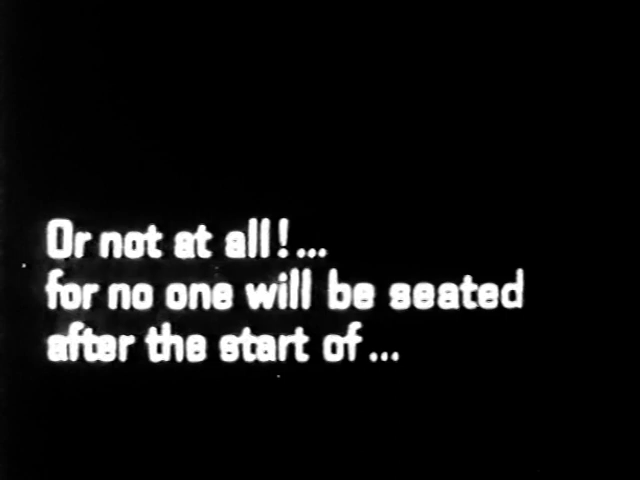 Or not at all!...
for no one will be seated
after the start of...